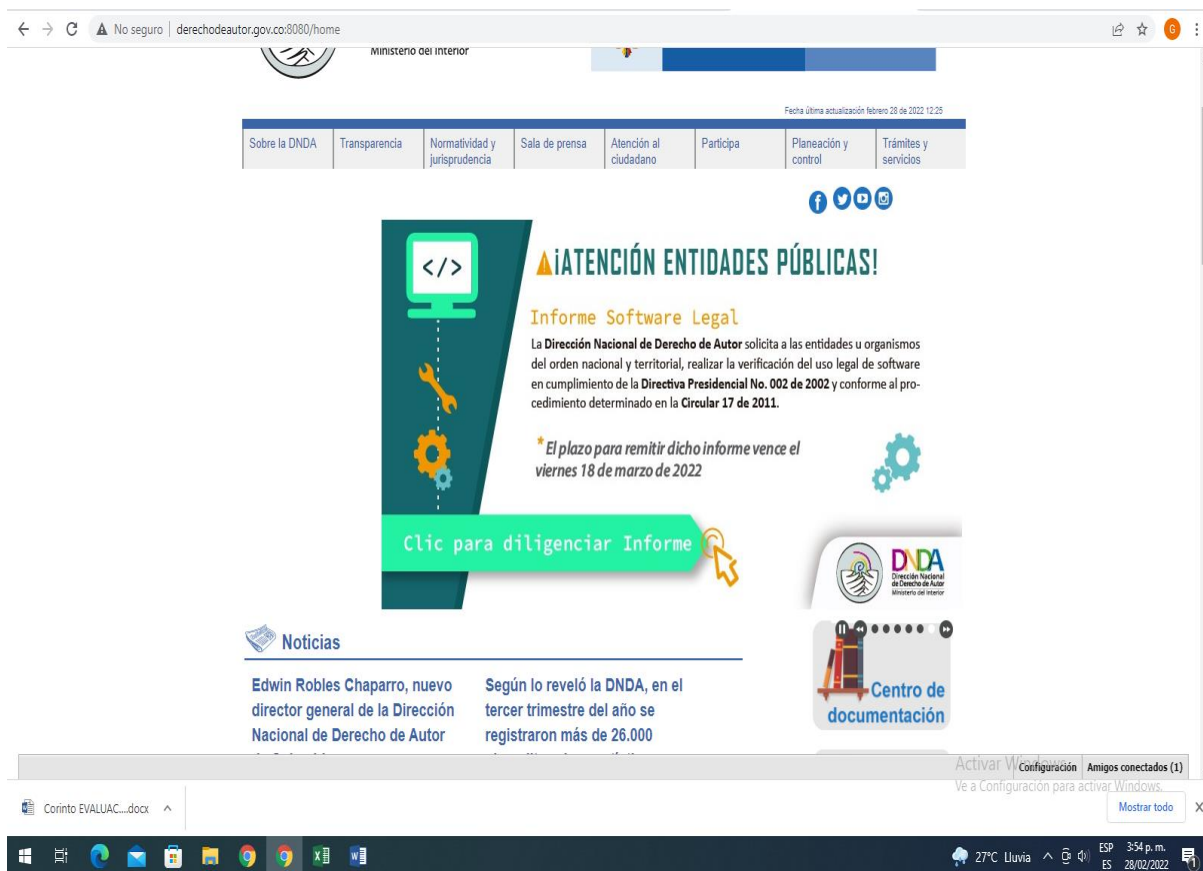 No seguro | derechodeautor.gov.co:8080/home
G
Ministerio del Interior
Fecha última actualización febrero 28 de 2022 12:25
Sobre la DNDA
Transparencia
Normatividad y
jurisprudencia
Sala de prensa
Atención al
ciudadano
Participa
Planeación y
control
Trámites y
servicios
</>
¡ATENCIÓN ENTIDADES PÚBLICAS!
Informe Software Legal
La Dirección Nacional de Derecho de Autor solicita a las entidades u organismos
del orden nacional y territorial, realizar la verificación del uso legal de software
en cumplimiento de la Directiva Presidencial No. 002 de 2002 y conforme al pro-
cedimiento determinado en la Circular 17 de 2011.
* El plazo para remitir dicho informe vence el
viernes 18 de marzo de 2022
Clic para diligenciar Informe
DNDA
Dirección Nacional
de Derecho de Autor
Ministerio del Interior
Noticias
Edwin Robles Chaparro, nuevo
director general de la Dirección
Nacional de Derecho de Autor
Según lo reveló la DNDA, en el
tercer trimestre del año se
registraron más de 26.000
Centro de
documentación
Activar Windows
Configuración
Amigos conectados (1)
Ve a Configuración para activar Windows.
Corinto EVALUAC....docx
Mostrar todo
27°C Lluvia
ESP
ES
3:54 p. m.
28/02/2022
1